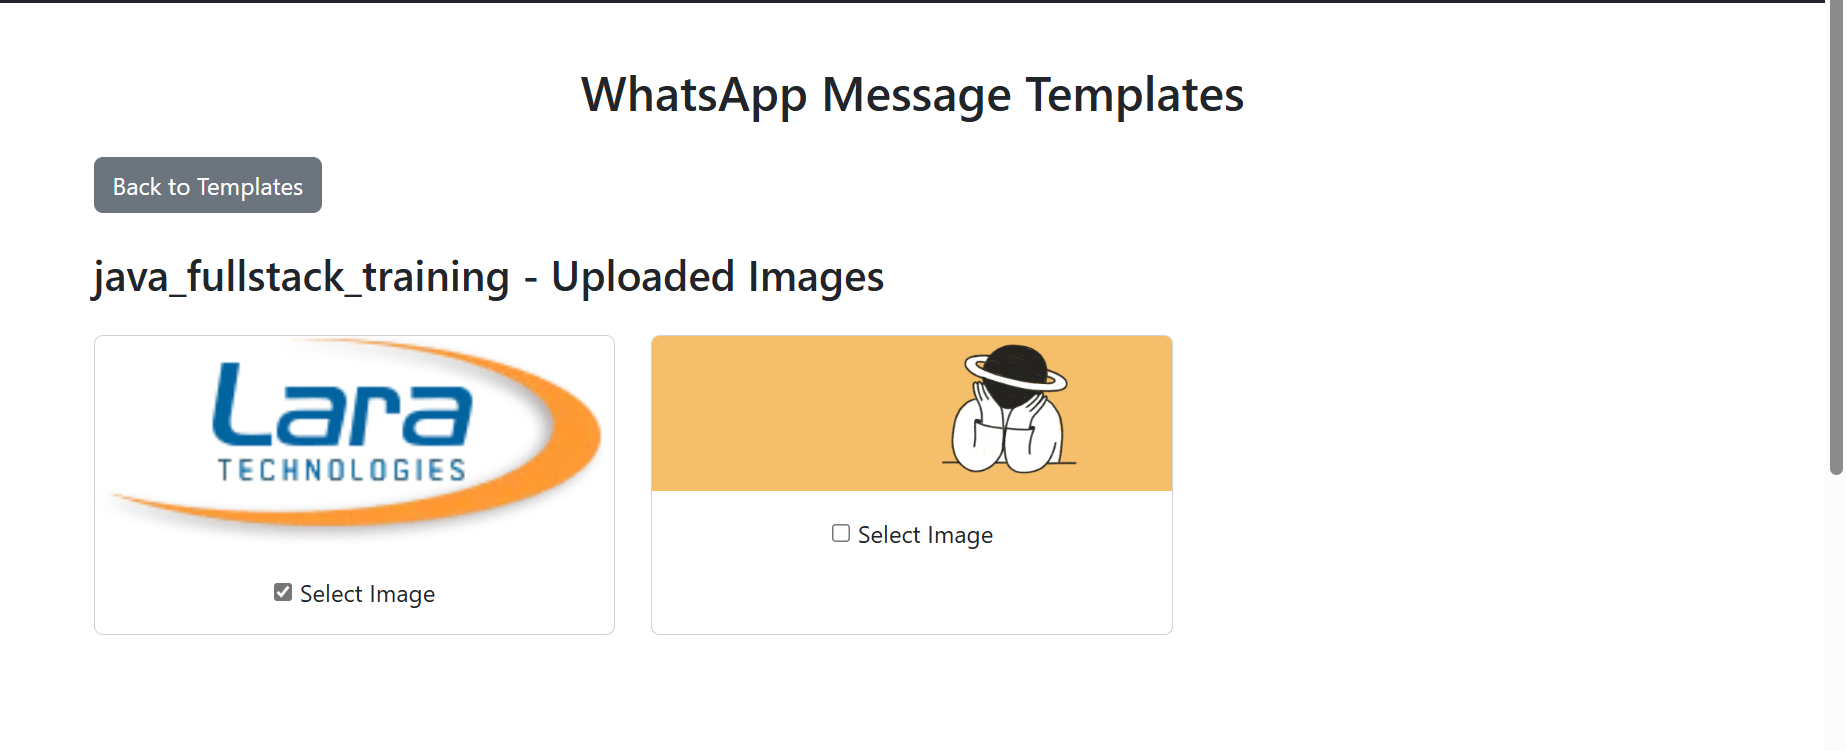 WhatsApp Message Templates
Back to Templates
java_fullstack_training - Uploaded Images
Lara
TECHNOLOGIES
Select Image
Select Image